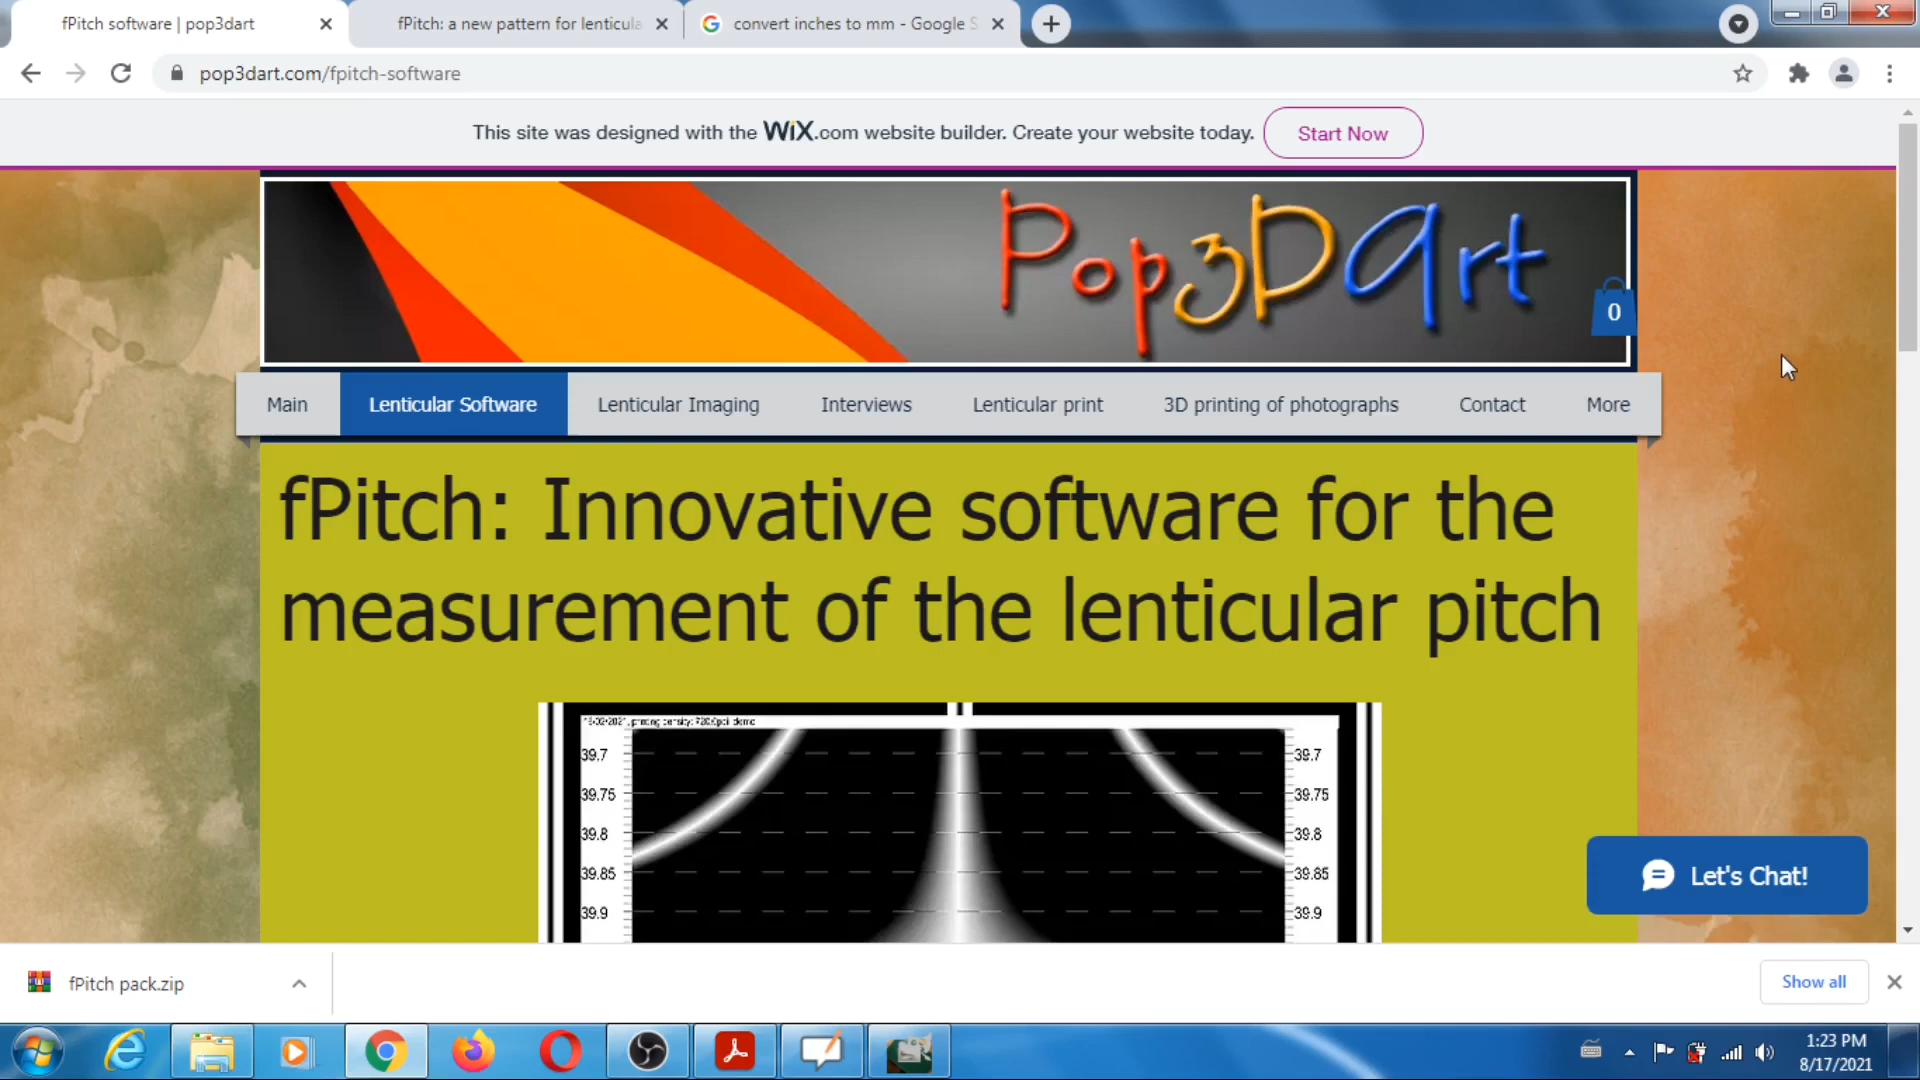 fPitch software | pop3dart
fPitch: a new pattern for lenticula
convert inches to mm - Google S
pop3dart.com/fpitch-software
This site was designed with the WiX.com website builder. Create your website today.
Start Now
Pop3DArt
0
Main
Lenticular Software
Lenticular Imaging
Interviews
Lenticular print
3D printing of photographs
Contact
More
fPitch: Innovative software for the
measurement of the lenticular pitch
39.7
39.7
39.75
39.75
39.8
39.8
39.85
39.85
39.9
39.9
Let's Chat!
fPitch pack.zip
Show all
1:23 PM
8/17/2021